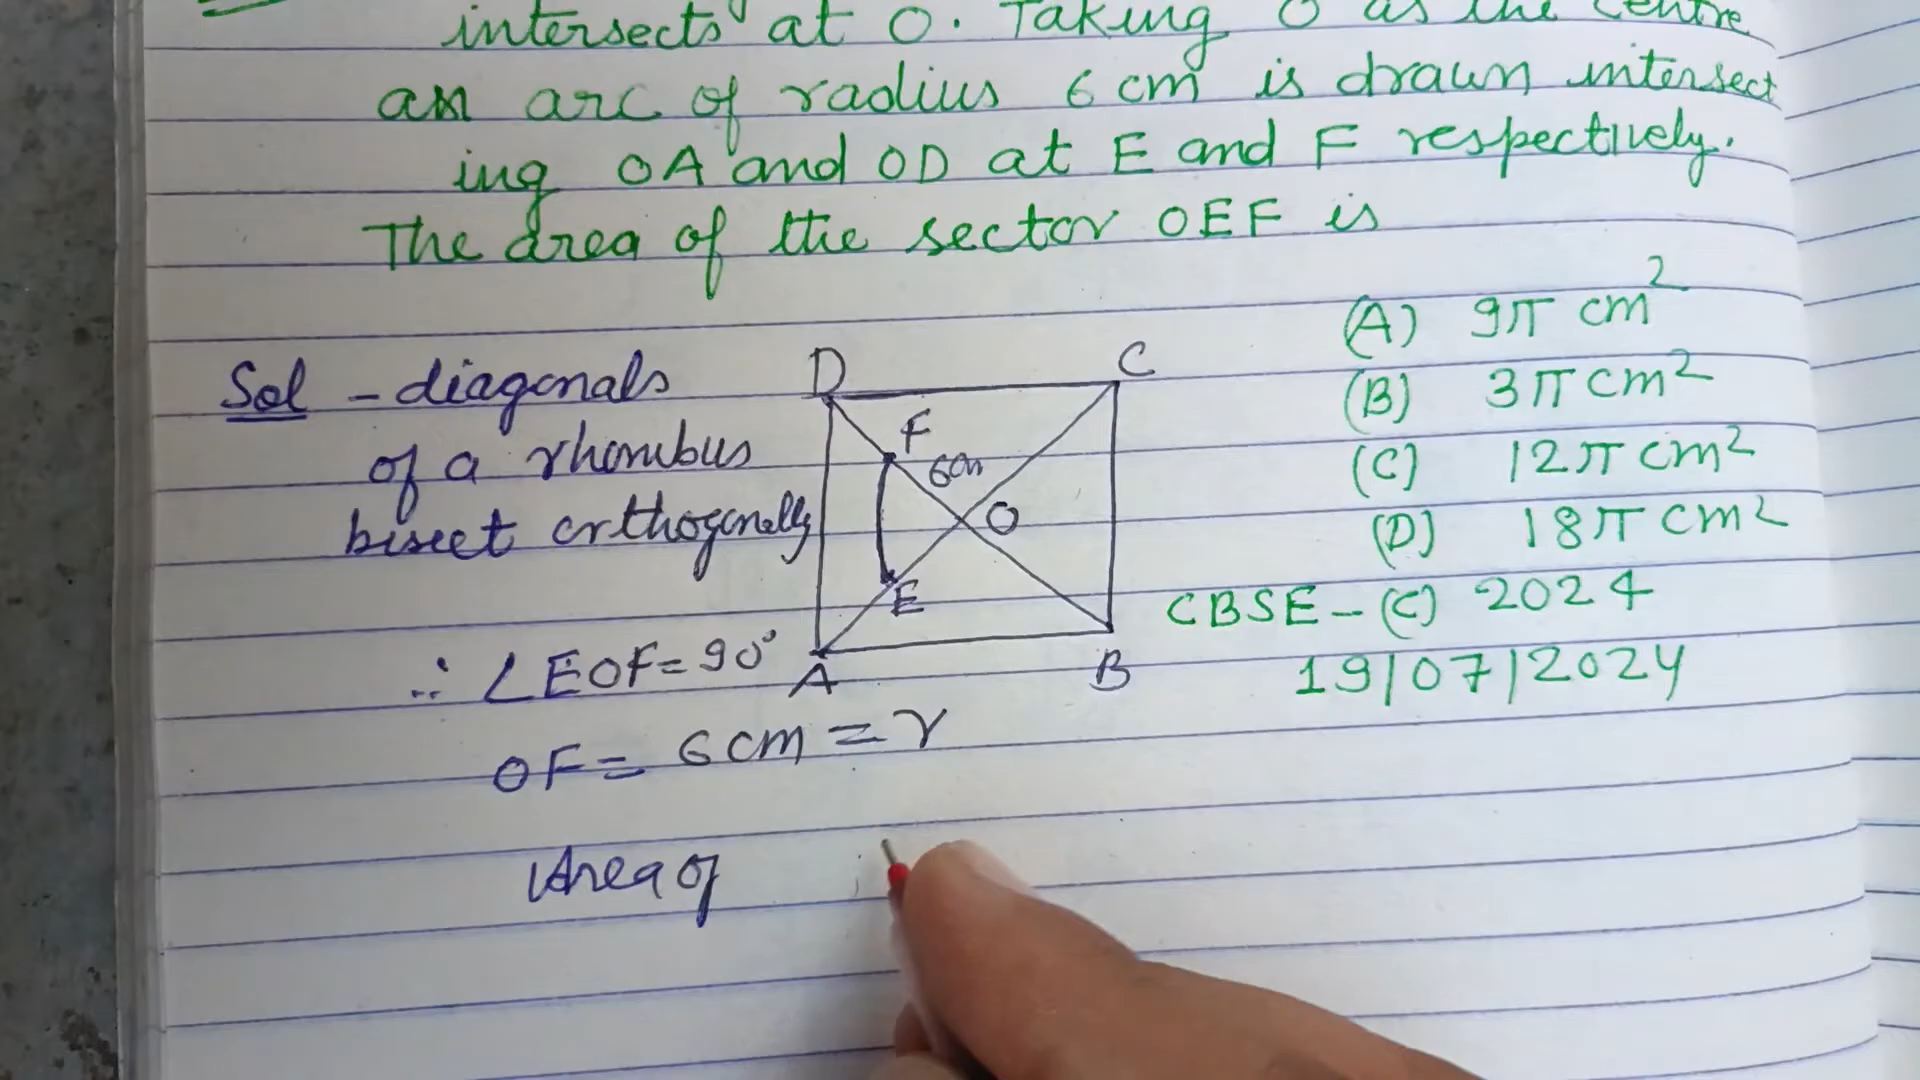 intersects at O. Taking O as the centre
an arc of radius 6 cm is drawn intersect
ing OA and OD at E and F respectively.
The area of the sector OEF is
(A) 9π cm²
(B) 3π cm²
(C) 12π cm²
(D) 18π cm²
CBSE-(C) 2024
19/07/2024
Sol - diagonals
of a rhombus
bisect orthogonally
D
C
F
6cm
O
E
A
B
∴ ∠EOF=90°
OF = 6cm = r
Area of